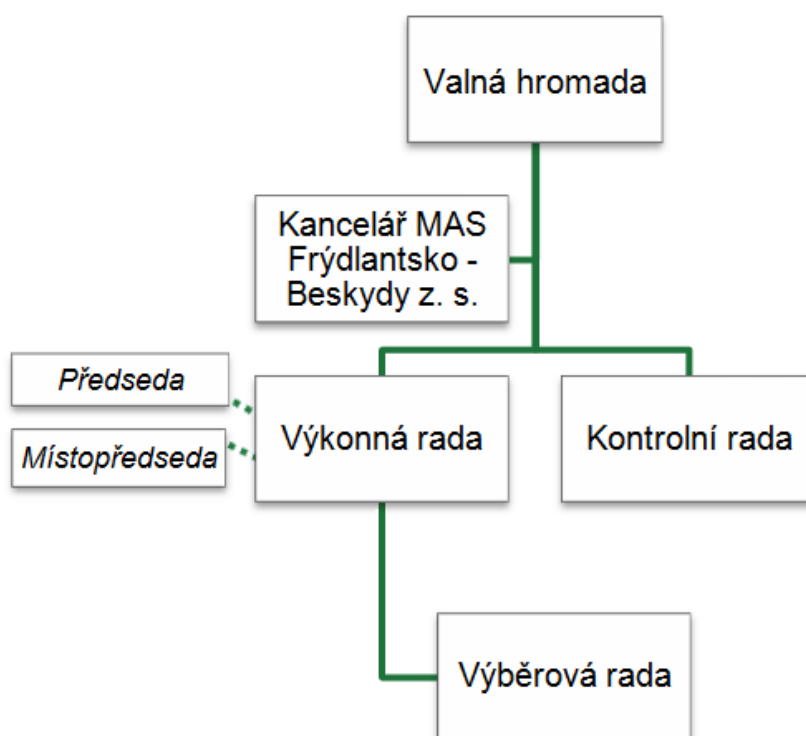 Valná hromada
Kancelář MAS
Frýdlantsko -
Beskydy z. s.
Předseda
Místopředseda
Výkonná rada
Kontrolní rada
Výběrová rada